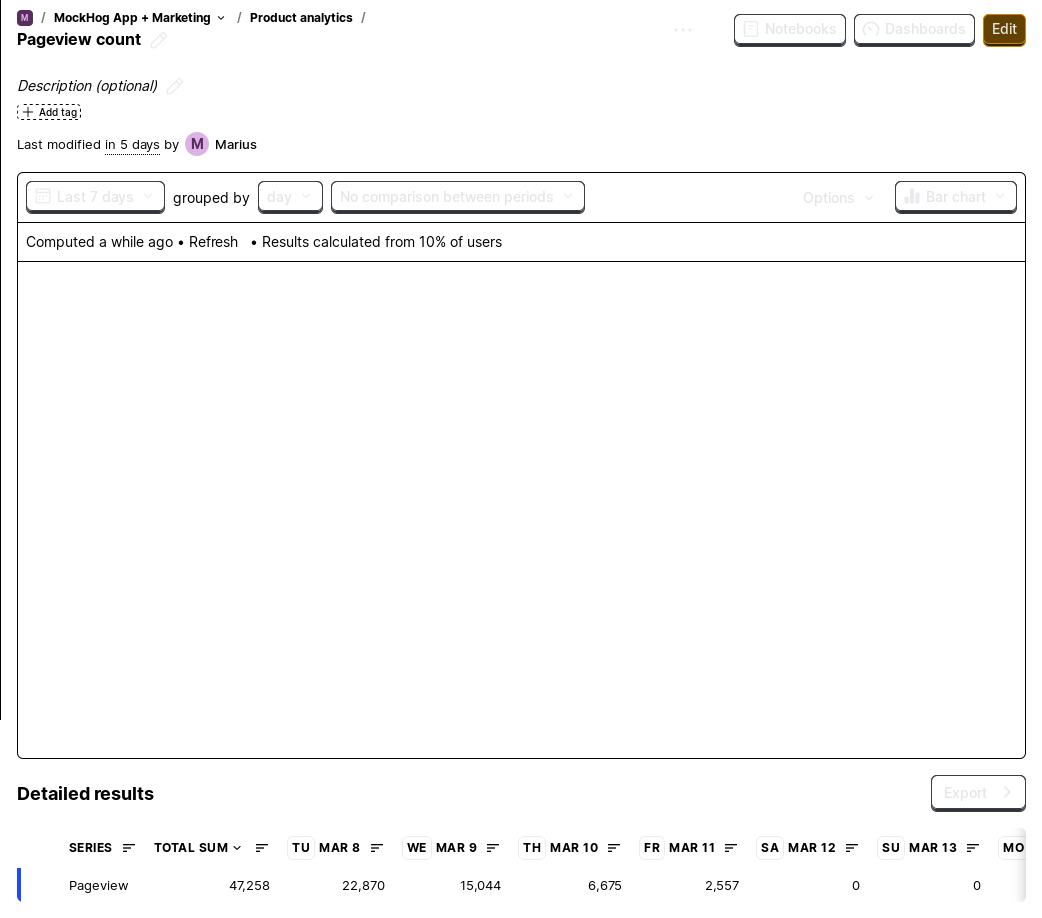 M / MockHog App + Marketing / Product analytics /
Pageview count
Notebooks Dashboards Edit
Description (optional)
Add tag
Last modified in 5 days by M Marius
Last 7 days grouped by day No comparison between periods Options Bar chart
Computed a while ago • Refresh • Results calculated from 10% of users
Detailed results
Export
SERIES TOTAL SUM TU MAR 8 WE MAR 9 TH MAR 10 FR MAR 11 SA MAR 12 SU MAR 13 MO
Pageview 47,258 22,870 15,044 6,675 2,557 0 0